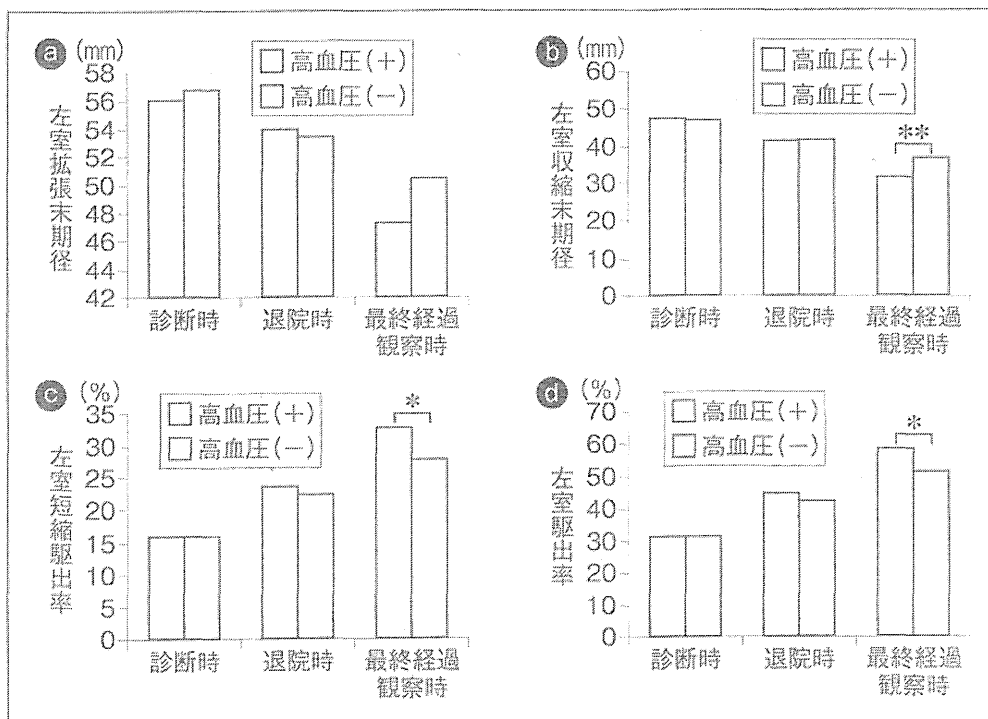 a (mm)
58
56
54
52
50
48
46
44
42
左室拡張末期径
高血圧(+)
高血圧(−)
診断時 退院時 最終経過
観察時
b (mm)
60
50
40
30
20
10
0
左室収縮末期径
高血圧(+)
高血圧(−)
**
診断時 退院時 最終経過
観察時
c (%)
35
30
25
20
15
10
5
0
左室短縮駆出率
高血圧(+)
高血圧(−)
*
診断時 退院時 最終経過
観察時
d (%)
70
60
50
40
30
20
10
0
左室駆出率
高血圧(+)
高血圧(−)
*
診断時 退院時 最終経過
観察時